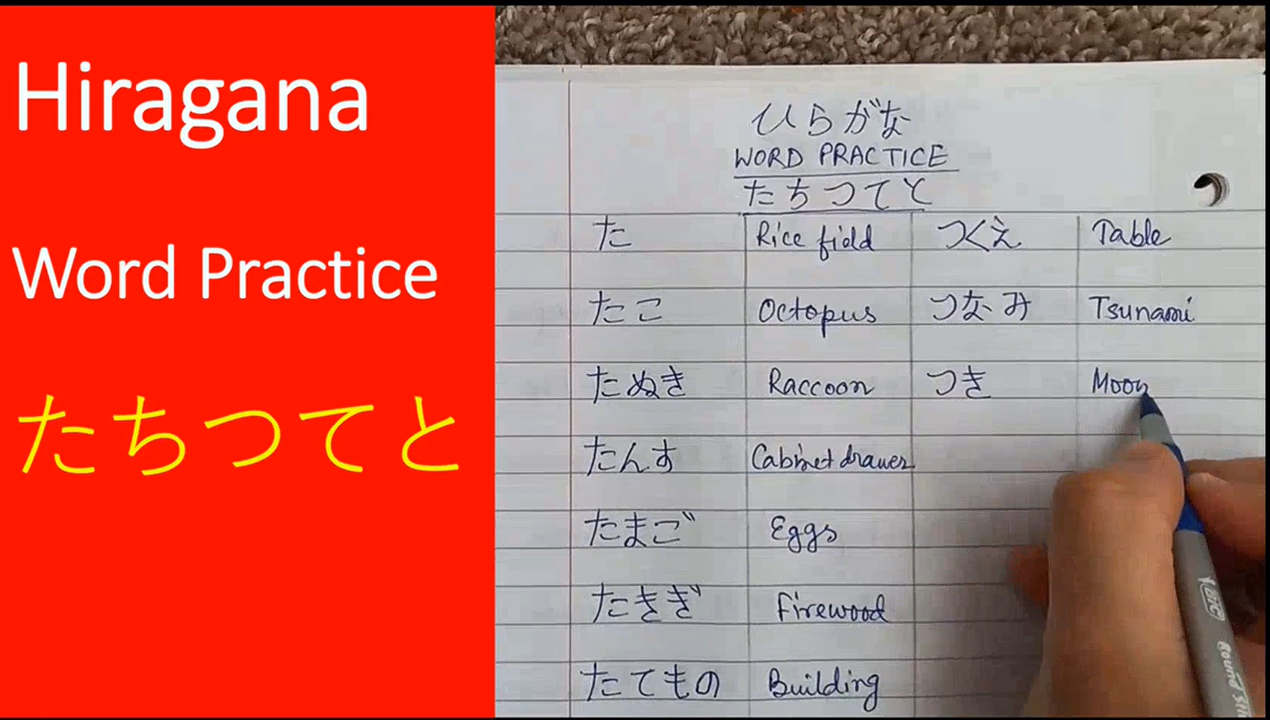 Hiragana
Word Practice
たちつてと
ひらがな
WORD PRACTICE
たちつてと
た Rice field つくえ Table
たこ Octopus つなみ Tsunami
たぬき Raccoon つき Moon
たんす Cabinet drawer
たまご Eggs
たきぎ Firewood
たてもの Building
BIC
Round Stic